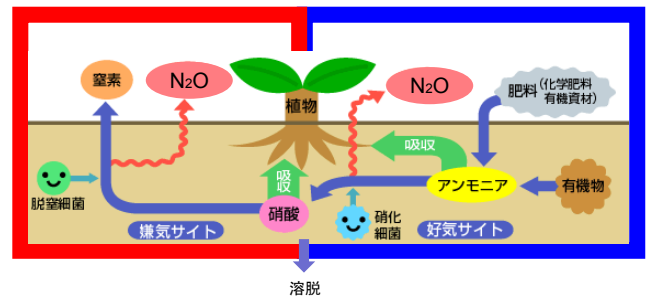 窒素
N₂O
植物
N₂O
肥料(化学肥料
有機資材)
吸収
脱窒細菌
吸収
アンモニア
有機物
硝酸
硝化
細菌
嫌気サイト
好気サイト
溶脱